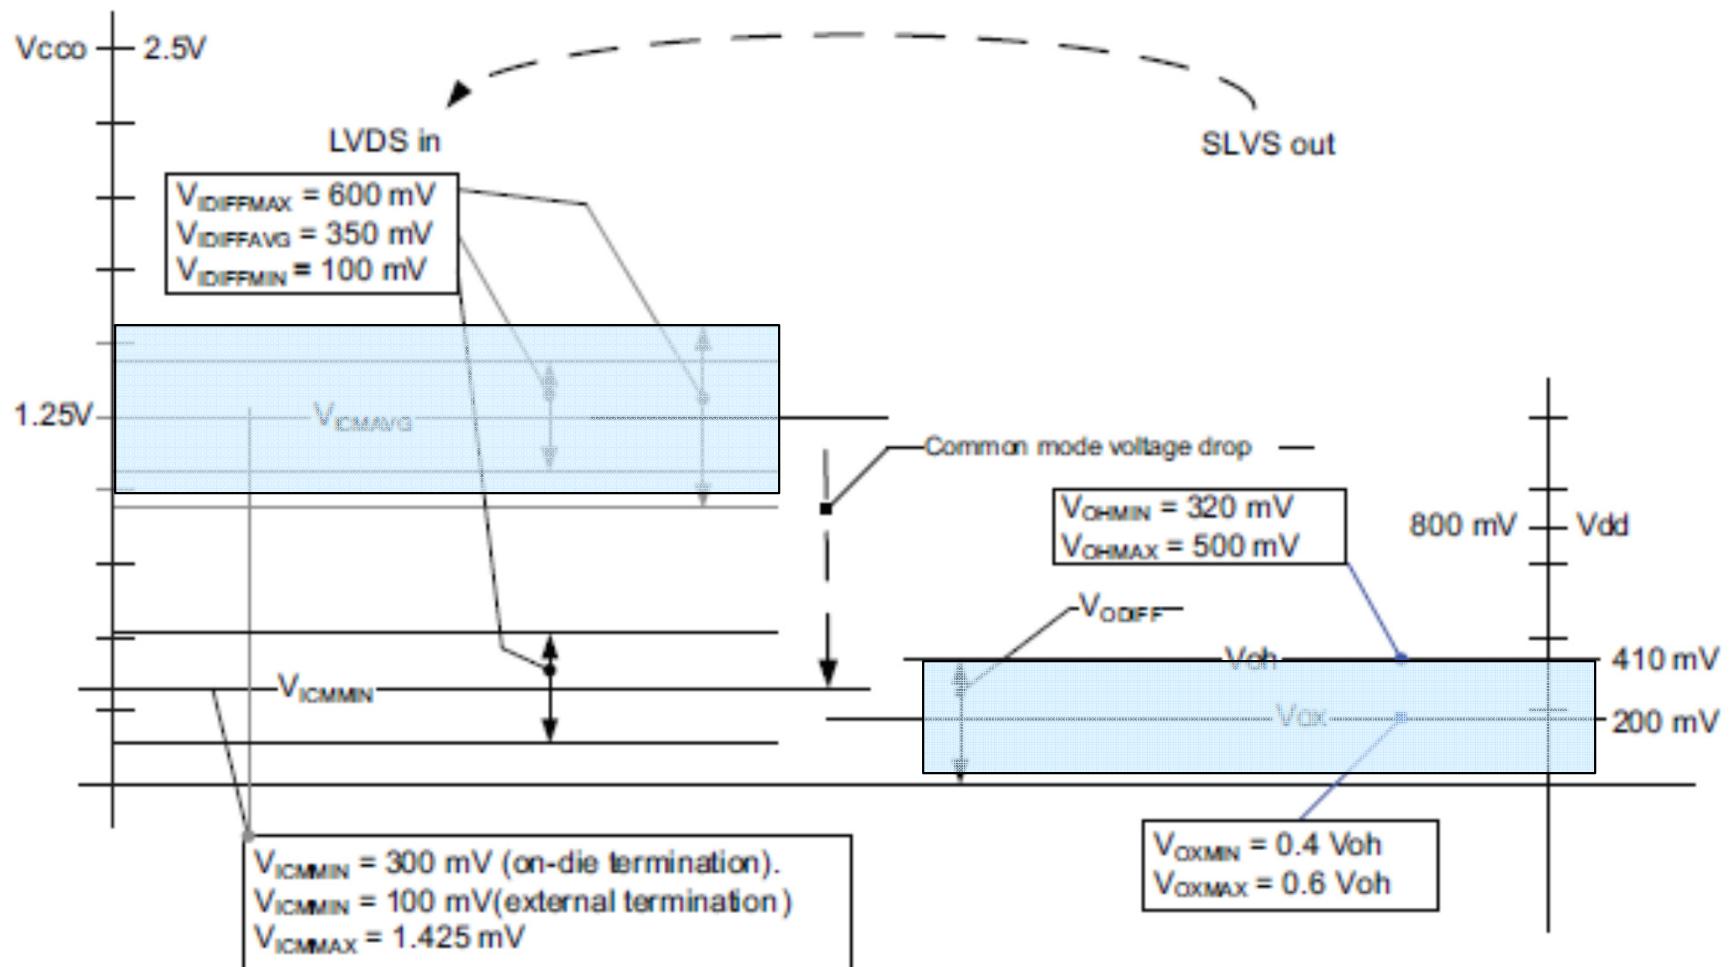 Vcco
2.5V
LVDS in
SLVS out
VIDIFFMAX = 600 mV
VIDIFFAVG = 350 mV
VIDIFFMIN = 100 mV
1.25V
VICMAVG
Common mode voltage drop
VOHMIN = 320 mV
VOHMAX = 500 mV
800 mV
Vdd
VODIFF
Voh
410 mV
VICMMIN
Vox
200 mV
VICMMIN = 300 mV (on-die termination).
VICMMIN = 100 mV(external termination)
VICMMAX = 1.425 mV
VOXMIN = 0.4 Voh
VOXMAX = 0.6 Voh